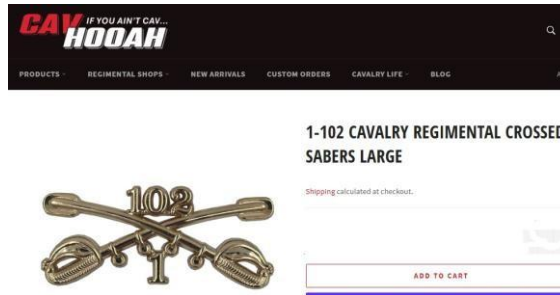 CAV IF YOU AIN'T CAV...
HOOAH
PRODUCTS REGIMENTAL SHOPS NEW ARRIVALS CUSTOM ORDERS CAVALRY LIFE BLOG
1-102 CAVALRY REGIMENTAL CROSSED
SABERS LARGE
Shipping calculated at checkout.
102
1
ADD TO CART